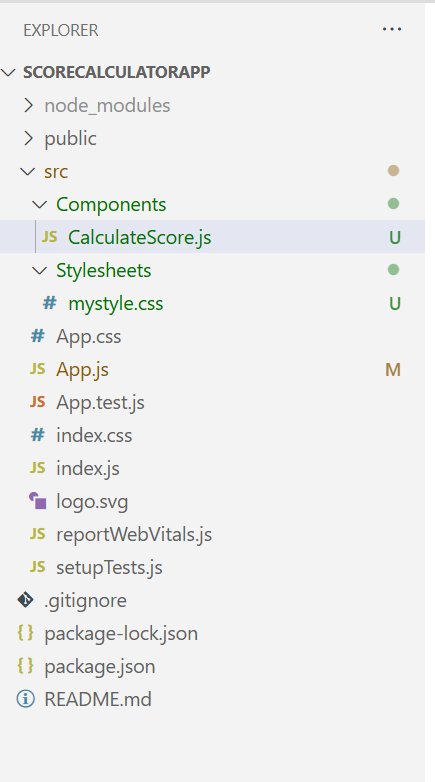 EXPLORER ...
SCORECALCULATORAPP
node_modules
public
src
Components
JS CalculateScore.js U
Stylesheets
# mystyle.css U
# App.css
JS App.js M
JS App.test.js
# index.css
JS index.js
logo.svg
JS reportWebVitals.js
JS setupTests.js
.gitignore
{} package-lock.json
{} package.json
README.md